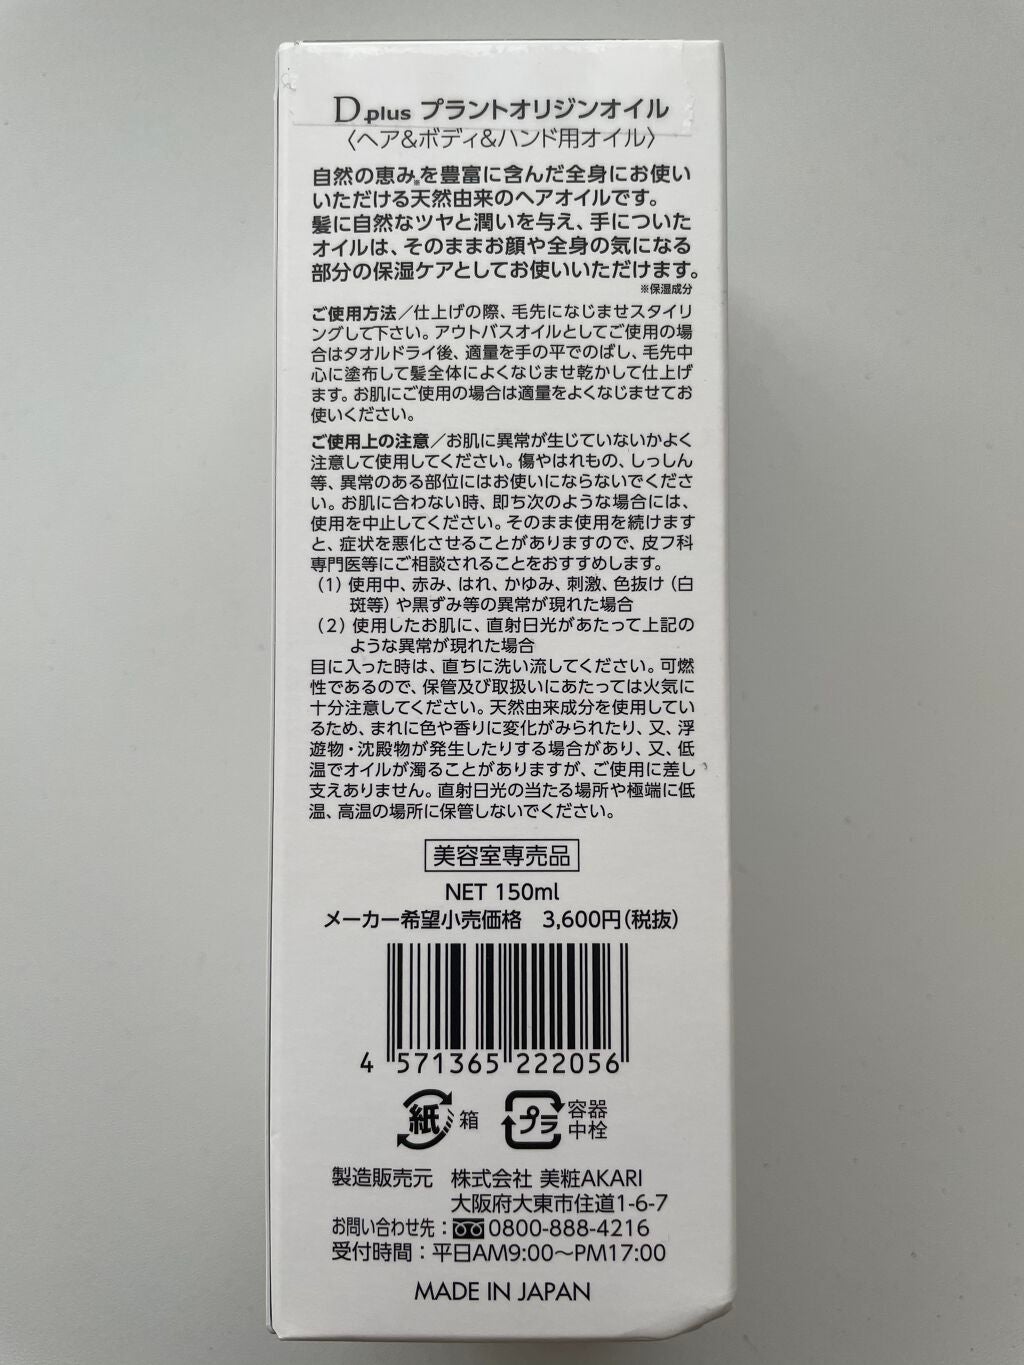 D.plus プラントオリジンオイル
〈ヘア&ボディ&ハンド用オイル〉
自然の恵み※を豊富に含んだ全身にお使い
いただける天然由来のヘアオイルです。
髪に自然なツヤと潤いを与え、手についた
オイルは、そのままお顔や全身の気になる
部分の保湿ケアとしてお使いいただけます。
※保湿成分
ご使用方法／仕上げの際、毛先になじませスタイリ
ングして下さい。アウトバスオイルとしてご使用の場
合はタオルドライ後、適量を手の平でのばし、毛先中
心に塗布して髪全体によくなじませ乾かして仕上げ
ます。お肌にご使用の場合は適量をよくなじませてお
使いください。
ご使用上の注意／お肌に異常が生じていないかよく
注意して使用してください。傷やはれもの、しっしん
等、異常のある部位にはお使いにならないでくださ
い。お肌に合わない時、即ち次のような場合には、
使用を中止してください。そのまま使用を続けます
と、症状を悪化させることがありますので、皮フ科
専門医等にご相談されることをおすすめします。
（1）使用中、赤み、はれ、かゆみ、刺激、色抜け（白
斑等）や黒ずみ等の異常が現れた場合
（2）使用したお肌に、直射日光があたって上記の
ような異常が現れた場合
目に入った時は、直ちに洗い流してください。可燃
性であるので、保管及び取扱いにあたっては火気に
十分注意してください。天然由来成分を使用してい
るため、まれに色や香りに変化がみられたり、又、浮
遊物・沈殿物が発生したりする場合があり、又、低
温でオイルが濁ることがありますが、ご使用に差し
支えありません。直射日光の当たる場所や極端に低
温、高温の場所に保管しないでください。
美容室専売品
NET 150ml
メーカー希望小売価格 3,600円（税抜）
4 571365 222056
紙 箱
プラ 容器
中栓
製造販売元 株式会社 美粧AKARI
大阪府大東市住道1-6-7
お問い合わせ先：0800-888-4216
受付時間：平日AM9:00〜PM17:00
MADE IN JAPAN